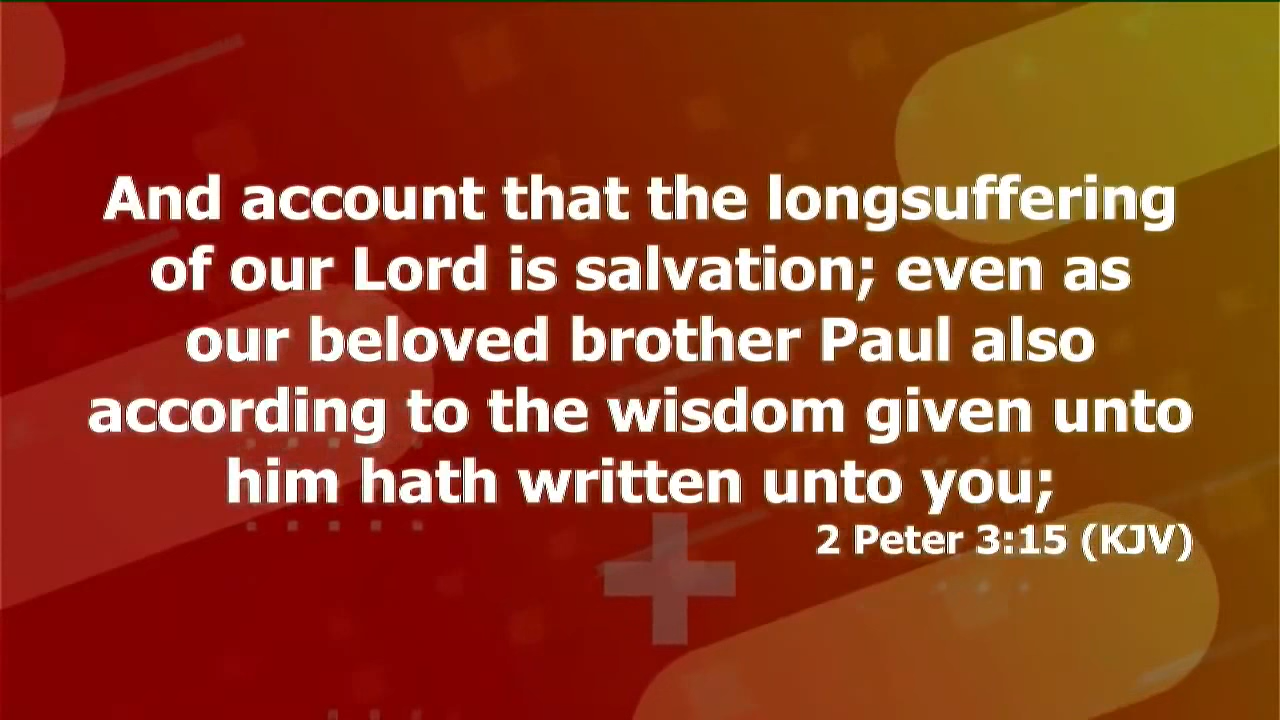 And account that the longsuffering
of our Lord is salvation; even as
our beloved brother Paul also
according to the wisdom given unto
him hath written unto you;
2 Peter 3:15 (KJV)